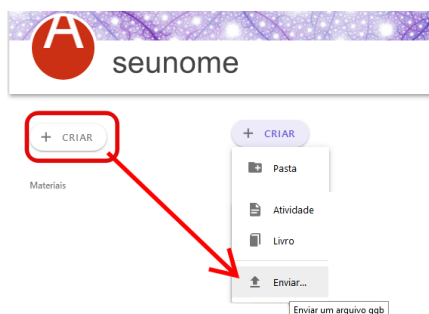 A
seunome
+ CRIAR
Materiais
+ CRIAR
Pasta
Atividade
Livro
Enviar...
Enviar um arquivo ggb